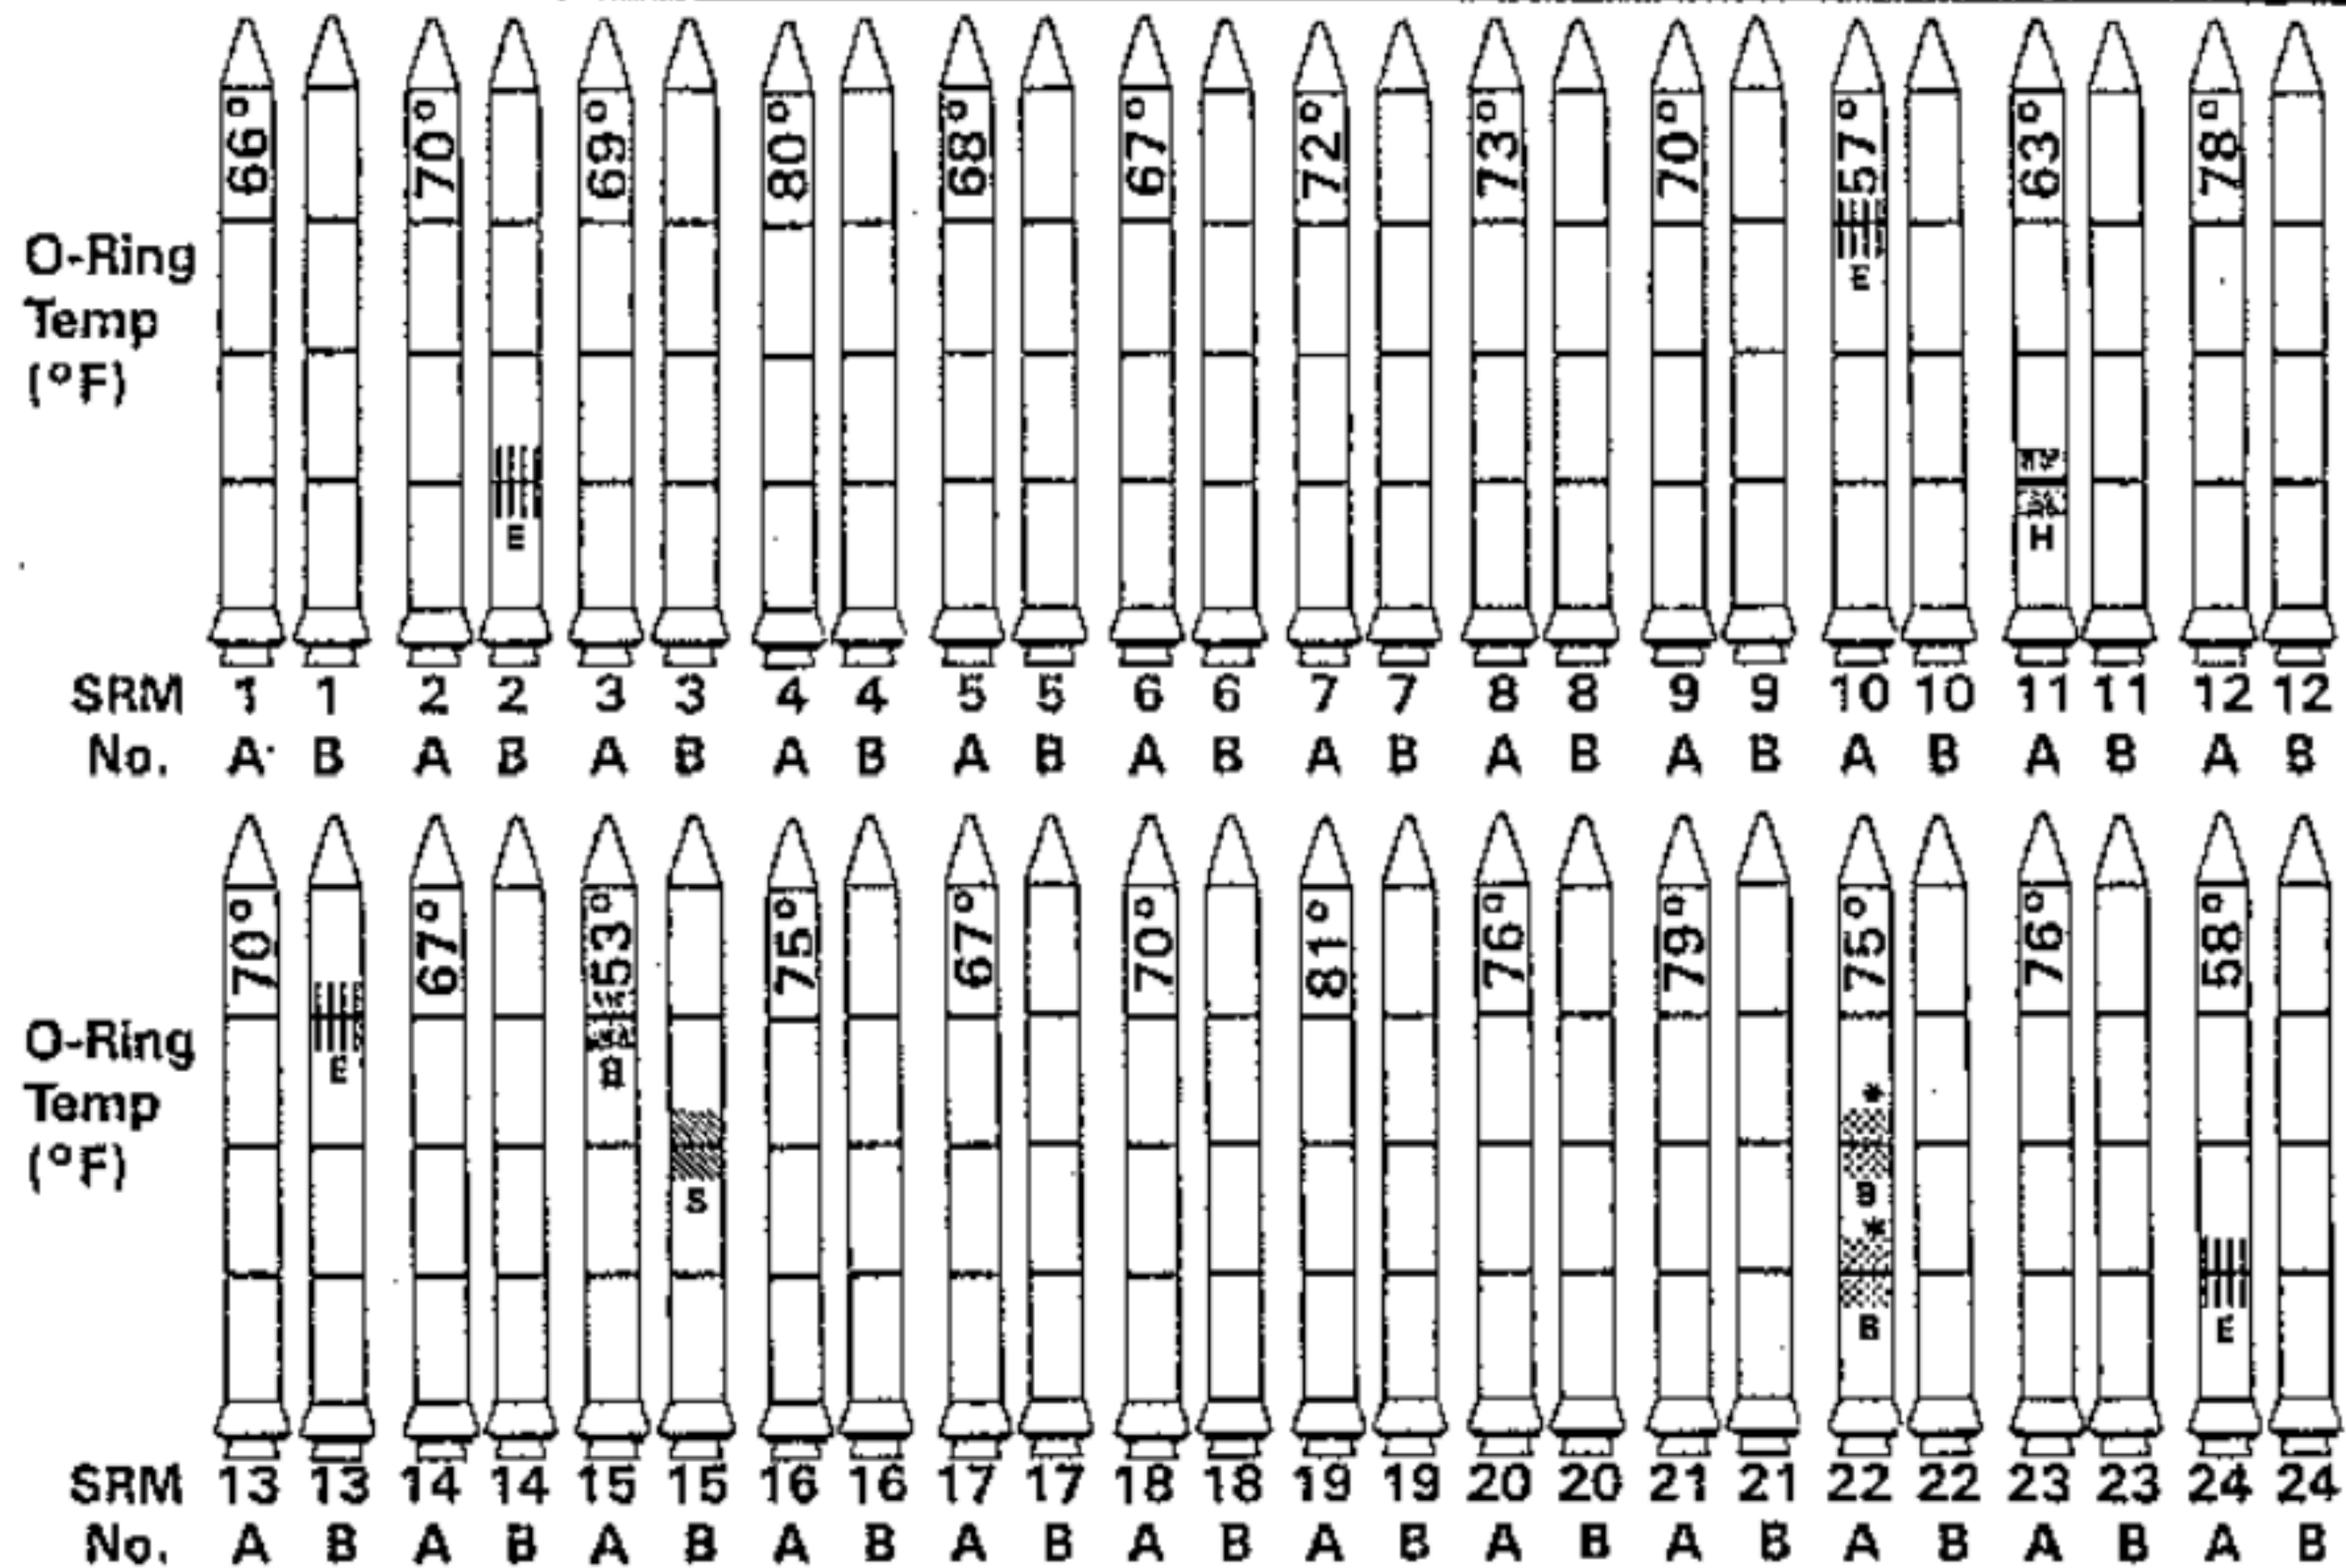 66° 70° 69° 80° 68° 67° 72° 73° 70° 57° 63° 78°
O-Ring
Temp
(°F)
E
E H
SRM 1 1 2 2 3 3 4 4 5 5 6 6 7 7 8 8 9 9 10 10 11 11 12 12
No. A B A B A B A B A B A B A B A B A B A B A B A B
70° 67° 53° 75° 67° 70° 81° 76° 79° 75° 76° 58°
O-Ring
Temp
(°F)
E *
S B
*
B E
SRM 13 13 14 14 15 15 16 16 17 17 18 18 19 19 20 20 21 21 22 22 23 23 24 24
No. A B A B A B A B A B A B A B A B A B A B A B A B